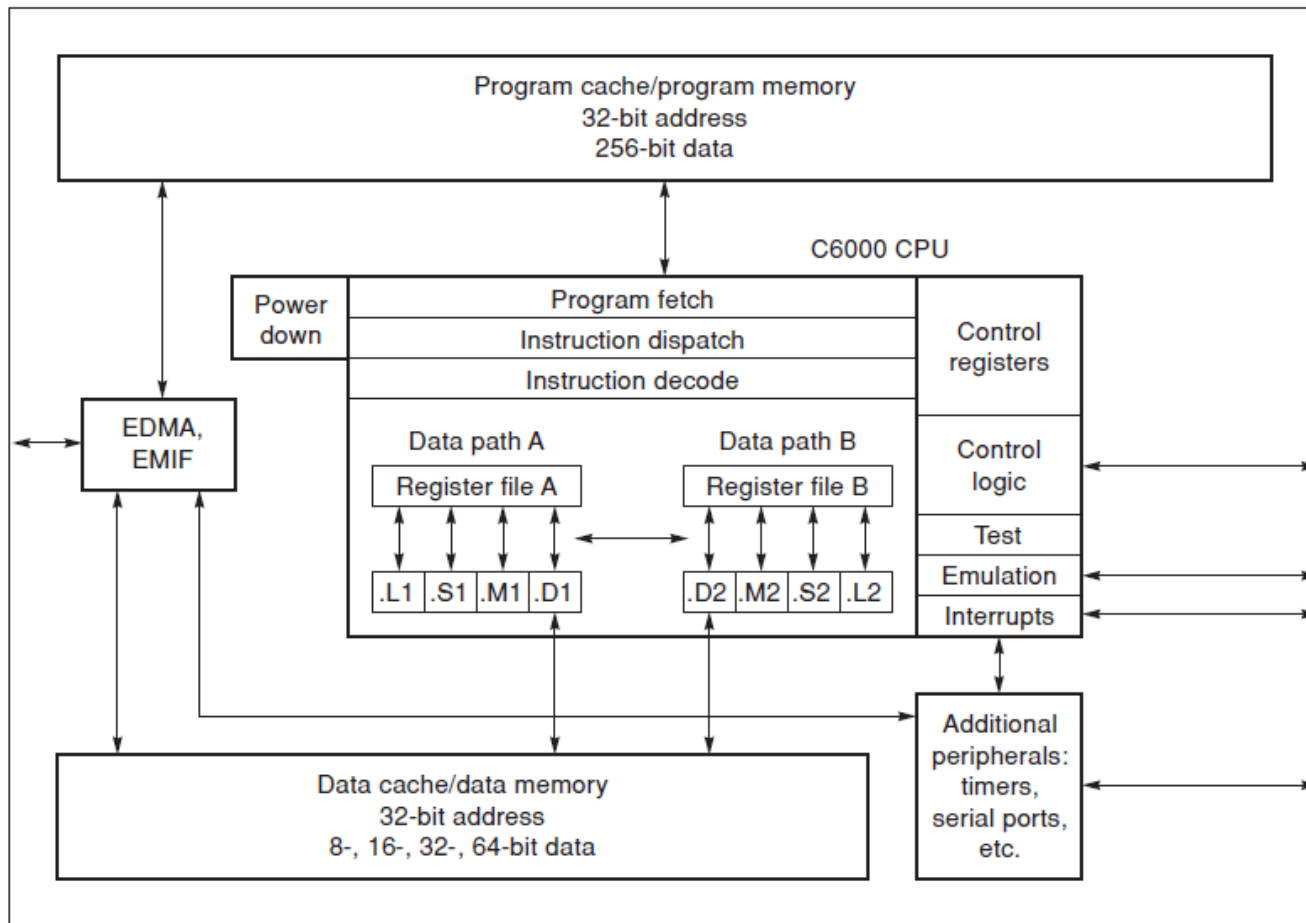 Program cache/program memory
32-bit address
256-bit data
C6000 CPU
Power
down
Program fetch
Instruction dispatch
Instruction decode
Control
registers
EDMA,
EMIF
Data path A
Data path B
Register file A
Register file B
Control
logic
Test
.L1 .S1 .M1 .D1
.D2 .M2 .S2 .L2
Emulation
Interrupts
Additional
peripherals:
timers,
serial ports,
etc.
Data cache/data memory
32-bit address
8-, 16-, 32-, 64-bit data